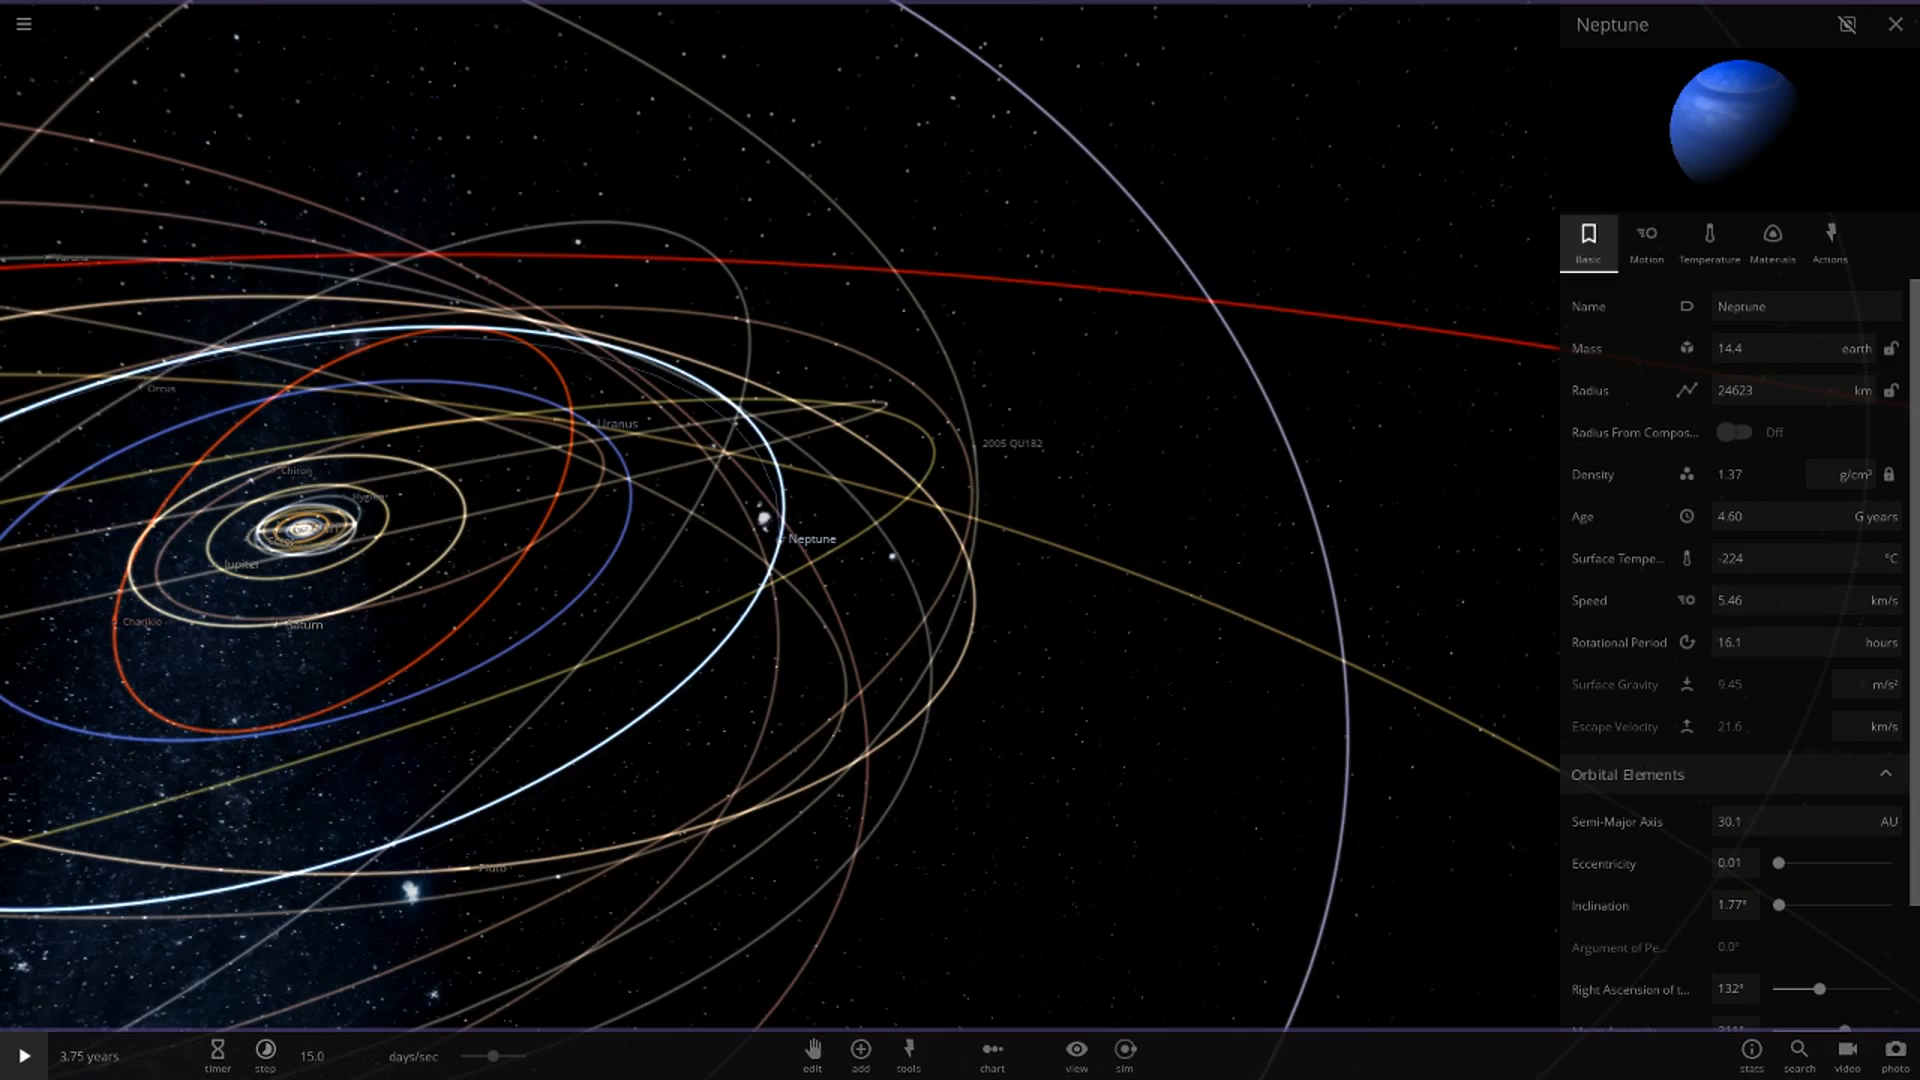 Neptune
Varuna
Orcus
Uranus
2005 QU182
Chiron
Neptune
Jupiter
Chariklo
Saturn
Pluto
Basic
Motion
Temperature
Materials
Actions
Name Neptune
Mass 14.4 earth
Radius 24623 km
Radius From Compos... Off
Density 1.37 g/cm³
Age 4.60 G years
Surface Tempe... -224 °C
Speed 5.46 km/s
Rotational Period 16.1 hours
Surface Gravity 9.45 m/s²
Escape Velocity 21.6 km/s
Orbital Elements
Semi-Major Axis 30.1 AU
Eccentricity 0.01
Inclination 1.77°
Argument of Pe... 0.0°
Right Ascension of t... 132°
3.75 years
timer
step
15.0 days/sec
edit
add
tools
chart
view
sim
stats
search
video
photo